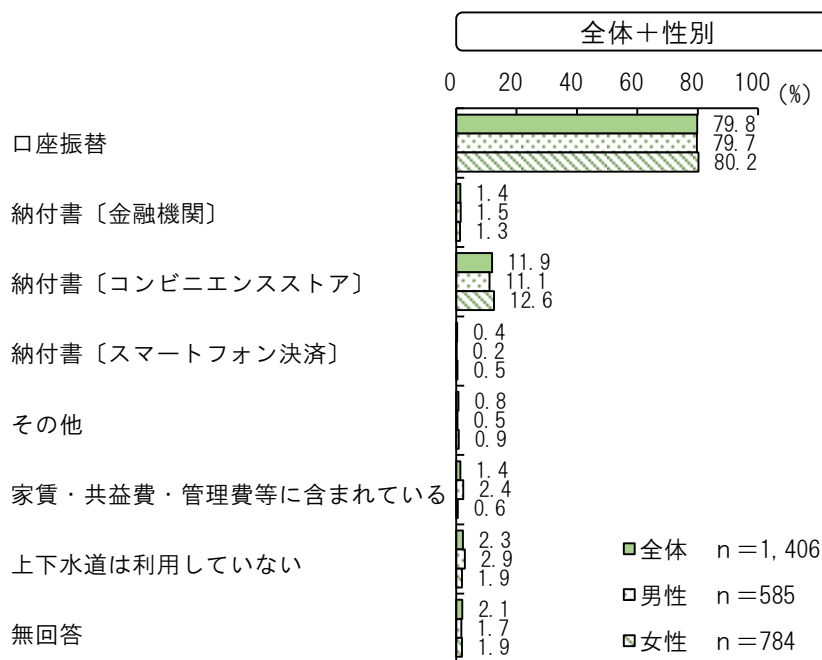 全体＋性別
0 20 40 60 80 100 (%)
口座振替
79.8
79.7
80.2
納付書〔金融機関〕
1.4
1.5
1.3
納付書〔コンビニエンスストア〕
11.9
11.1
12.6
納付書〔スマートフォン決済〕
0.4
0.2
0.5
その他
0.8
0.5
0.9
家賃・共益費・管理費等に含まれている
1.4
2.4
0.6
上下水道は利用していない
2.3
2.9
1.9
無回答
2.1
1.7
1.9
全体 n＝1,406
男性 n＝585
女性 n＝784